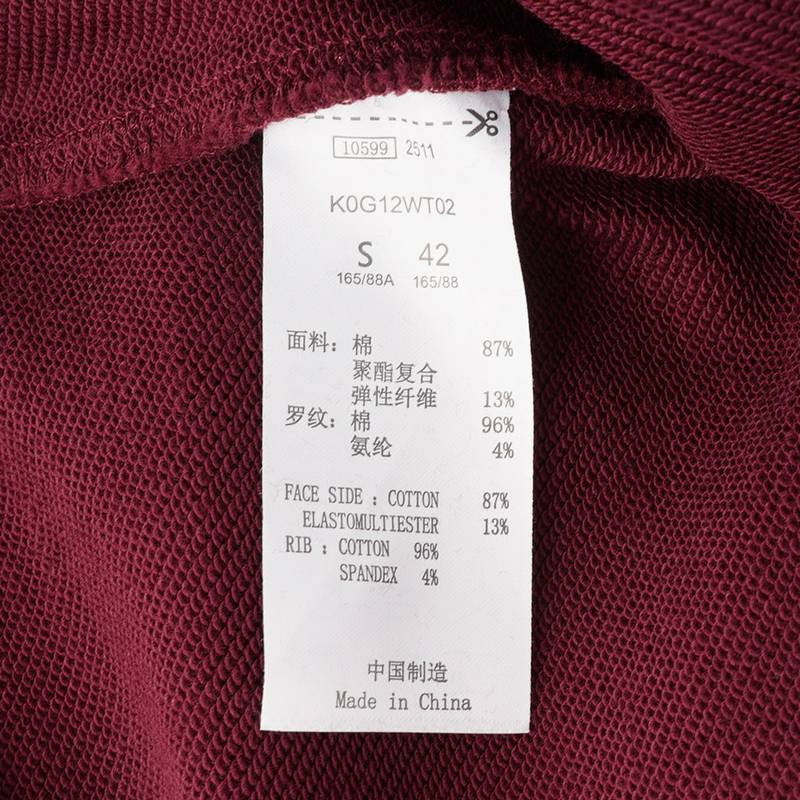 10599 2511
K0G12WT02
S 42
165/88A 165/88
面料：棉 87%
聚酯复合
弹性纤维 13%
罗纹：棉 96%
氨纶 4%
FACE SIDE : COTTON 87%
ELASTOMULTIESTER 13%
RIB : COTTON 96%
SPANDEX 4%
中国制造
Made in China